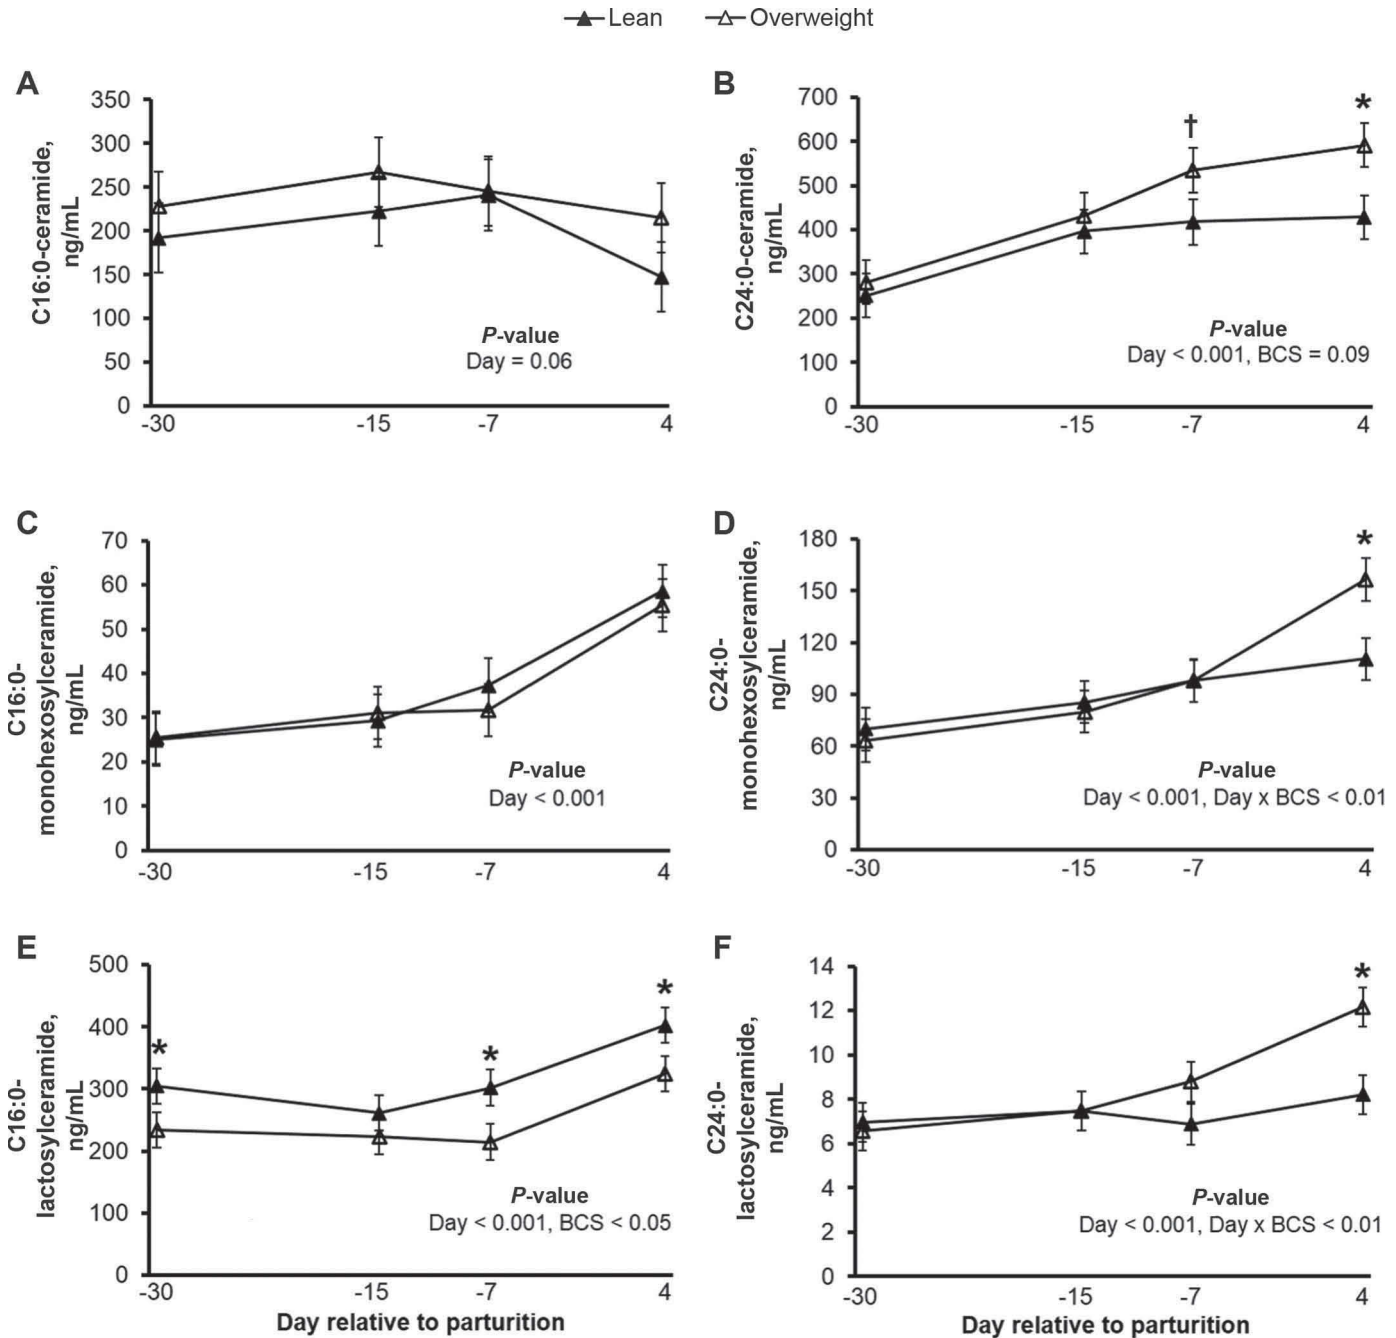 Lean Overweight
A
C16:0-ceramide,
ng/mL
350
300
250
200
150
100
50
0
P-value
Day = 0.06
-30 -15 -7 4
B
C24:0-ceramide,
ng/mL
700
600
500
400
300
200
100
0
†
*
P-value
Day < 0.001, BCS = 0.09
-30 -15 -7 4
C
C16:0-
monohexosylceramide,
ng/mL
70
60
50
40
30
20
10
0
P-value
Day < 0.001
-30 -15 -7 4
D
C24:0-
monohexosylceramide,
ng/mL
180
150
120
90
60
30
0
*
P-value
Day < 0.001, Day x BCS < 0.01
-30 -15 -7 4
E
C16:0-
lactosylceramide,
ng/mL
500
400
300
200
100
0
* * *
P-value
Day < 0.001, BCS < 0.05
-30 -15 -7 4
Day relative to parturition
F
C24:0-
lactosylceramide,
ng/mL
14
12
10
8
6
4
2
0
*
P-value
Day < 0.001, Day x BCS < 0.01
-30 -15 -7 4
Day relative to parturition